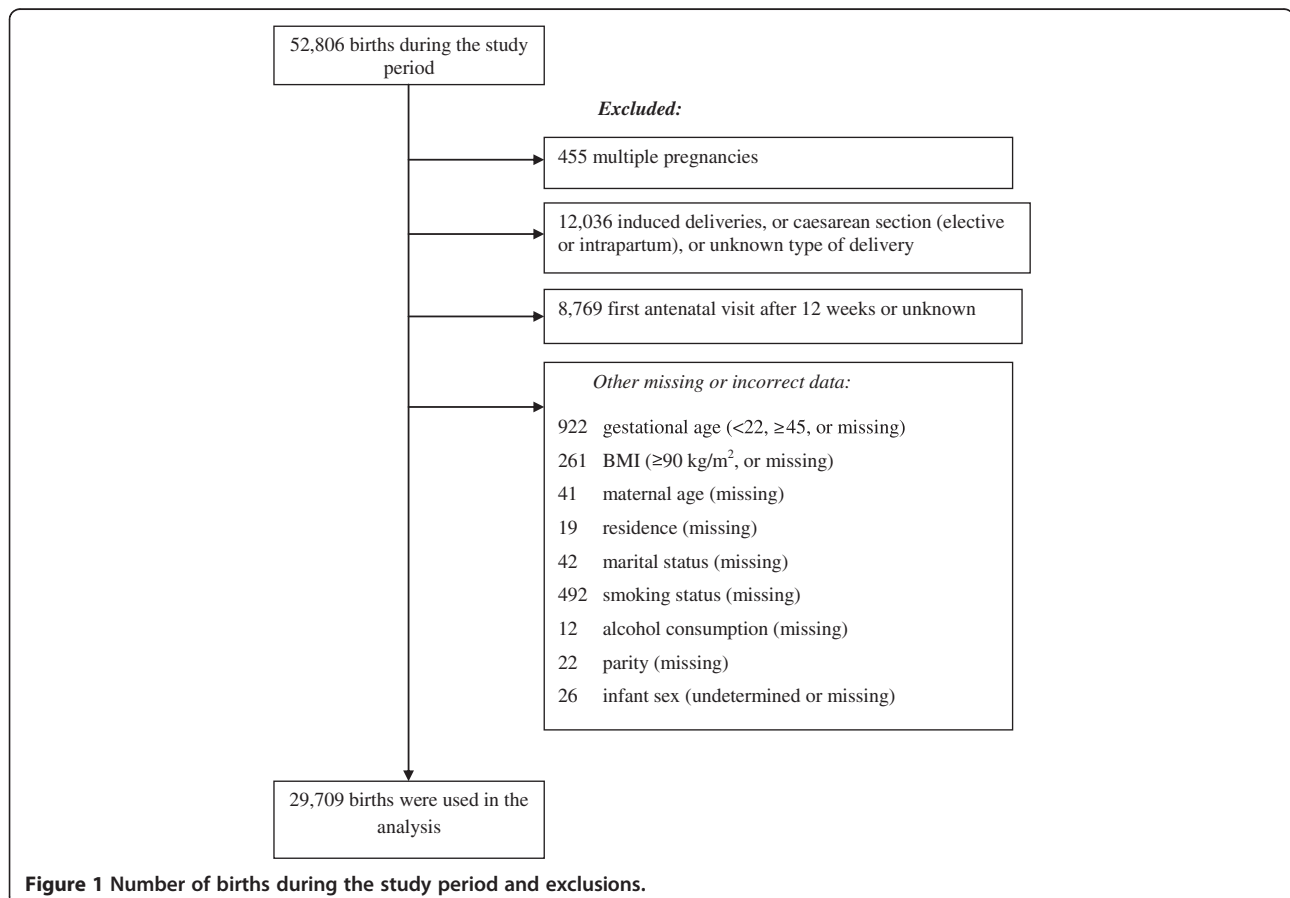 52,806 births during the study
period
Excluded:
455 multiple pregnancies
12,036 induced deliveries, or caesarean section (elective
or intrapartum), or unknown type of delivery
8,769 first antenatal visit after 12 weeks or unknown
Other missing or incorrect data:
922 gestational age (<22, ≥45, or missing)
261 BMI (≥90 kg/m², or missing)
41 maternal age (missing)
19 residence (missing)
42 marital status (missing)
492 smoking status (missing)
12 alcohol consumption (missing)
22 parity (missing)
26 infant sex (undetermined or missing)
29,709 births were used in the
analysis
Figure 1 Number of births during the study period and exclusions.